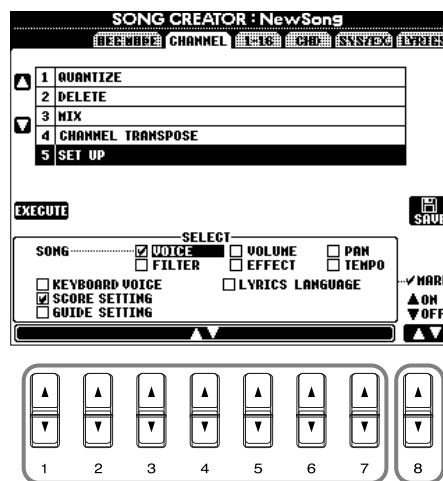 SONG CREATOR : NewSong
REC MODE CHANNEL 1-16 CHD SYS/EX. LYRICS
1 QUANTIZE
2 DELETE
3 MIX
4 CHANNEL TRANSPOSE
5 SET UP
EXECUTE
SAVE
SELECT
SONG VOICE VOLUME PAN
FILTER EFFECT TEMPO
KEYBOARD VOICE LYRICS LANGUAGE
SCORE SETTING
GUIDE SETTING
MARK
▲ ON
▼ OFF
1 2 3 4 5 6 7 8